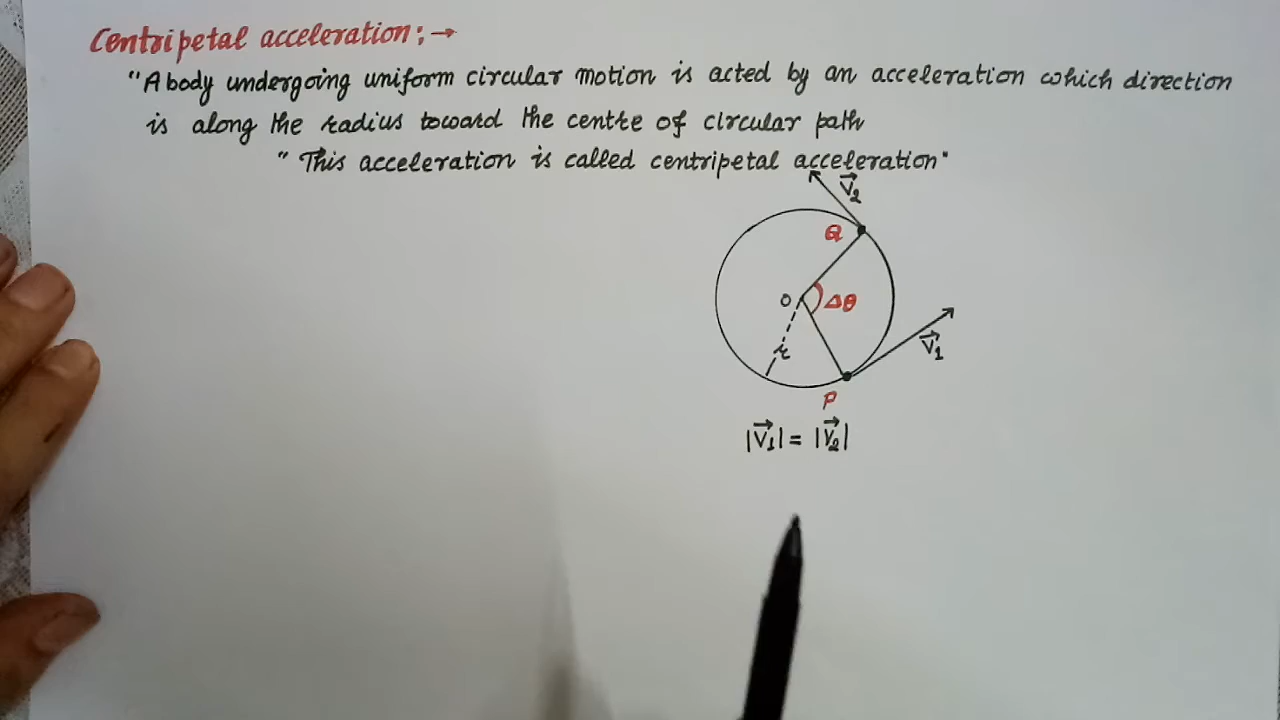 Centripetal acceleration:→
"A body undergoing uniform circular motion is acted by an acceleration which direction
is along the radius toward the centre of circular path
"This acceleration is called centripetal acceleration"
V⃗₂
Q
O Δθ
r
V⃗₁
P
|V⃗₁| = |V⃗₂|